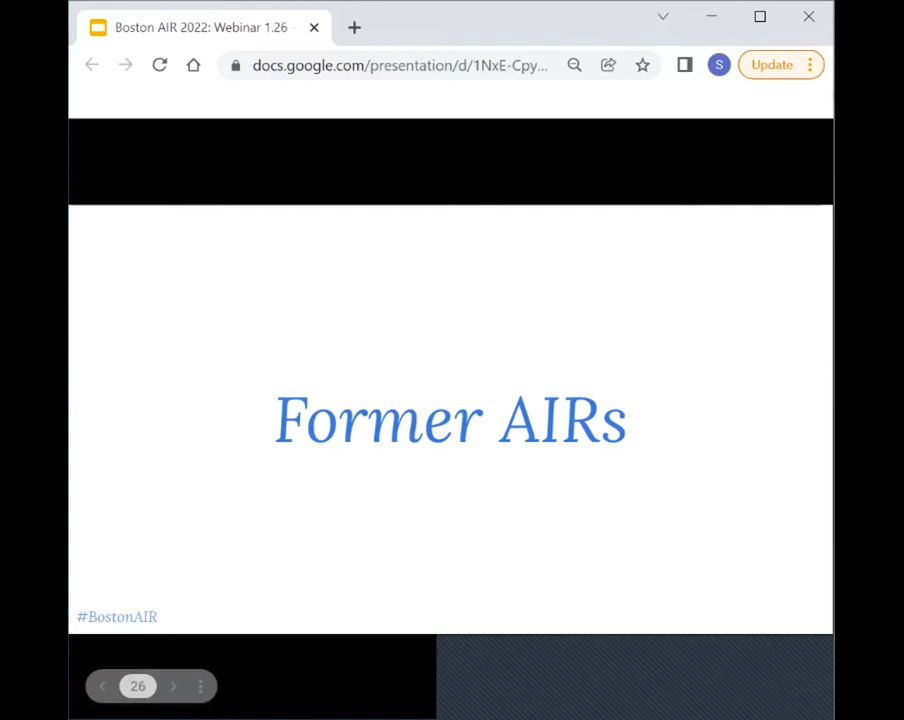 Boston AIR 2022: Webinar 1.26
docs.google.com/presentation/d/1NxE-Cpy...
S
Update
Former AIRs
#BostonAIR
26